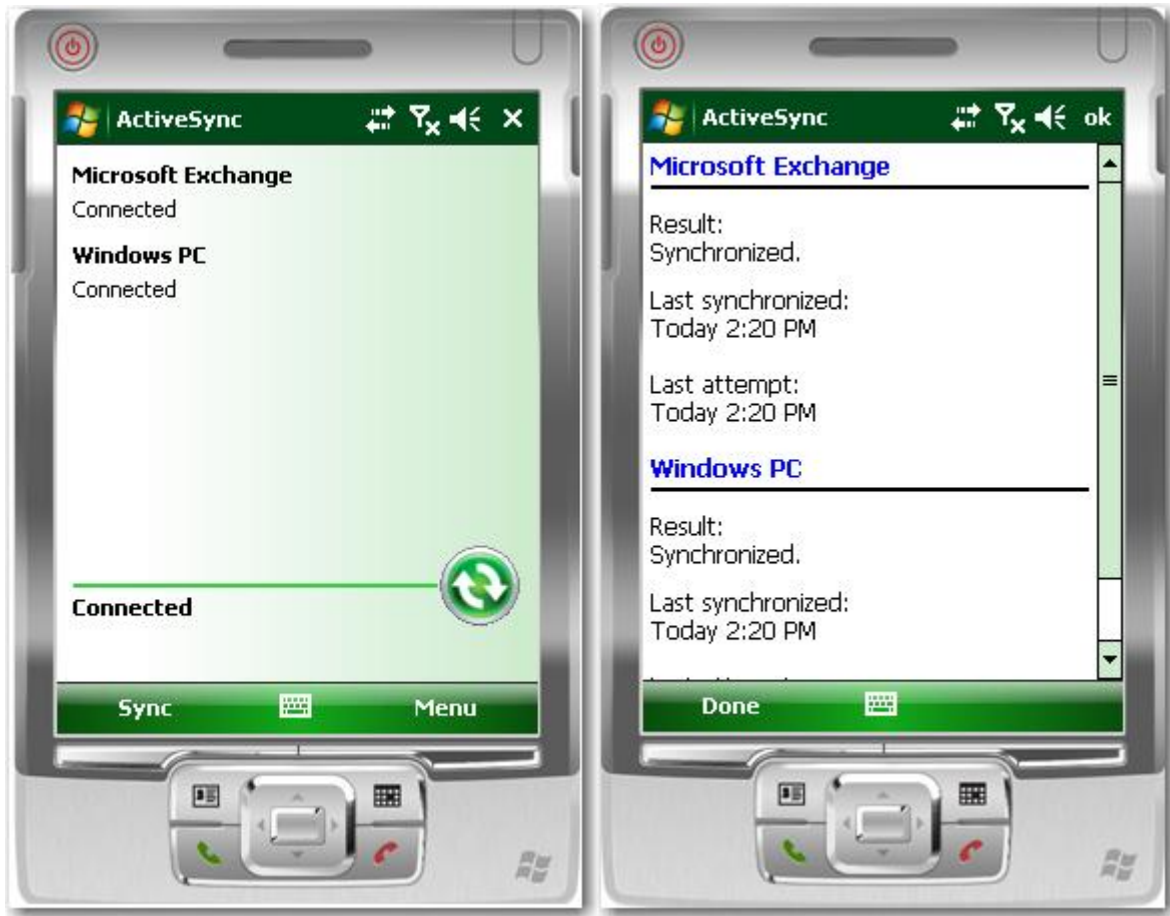 ActiveSync
Microsoft Exchange
Connected
Windows PC
Connected
Connected
Sync
Menu
ActiveSync ok
Microsoft Exchange
Result:
Synchronized.
Last synchronized:
Today 2:20 PM
Last attempt:
Today 2:20 PM
Windows PC
Result:
Synchronized.
Last synchronized:
Today 2:20 PM
Done